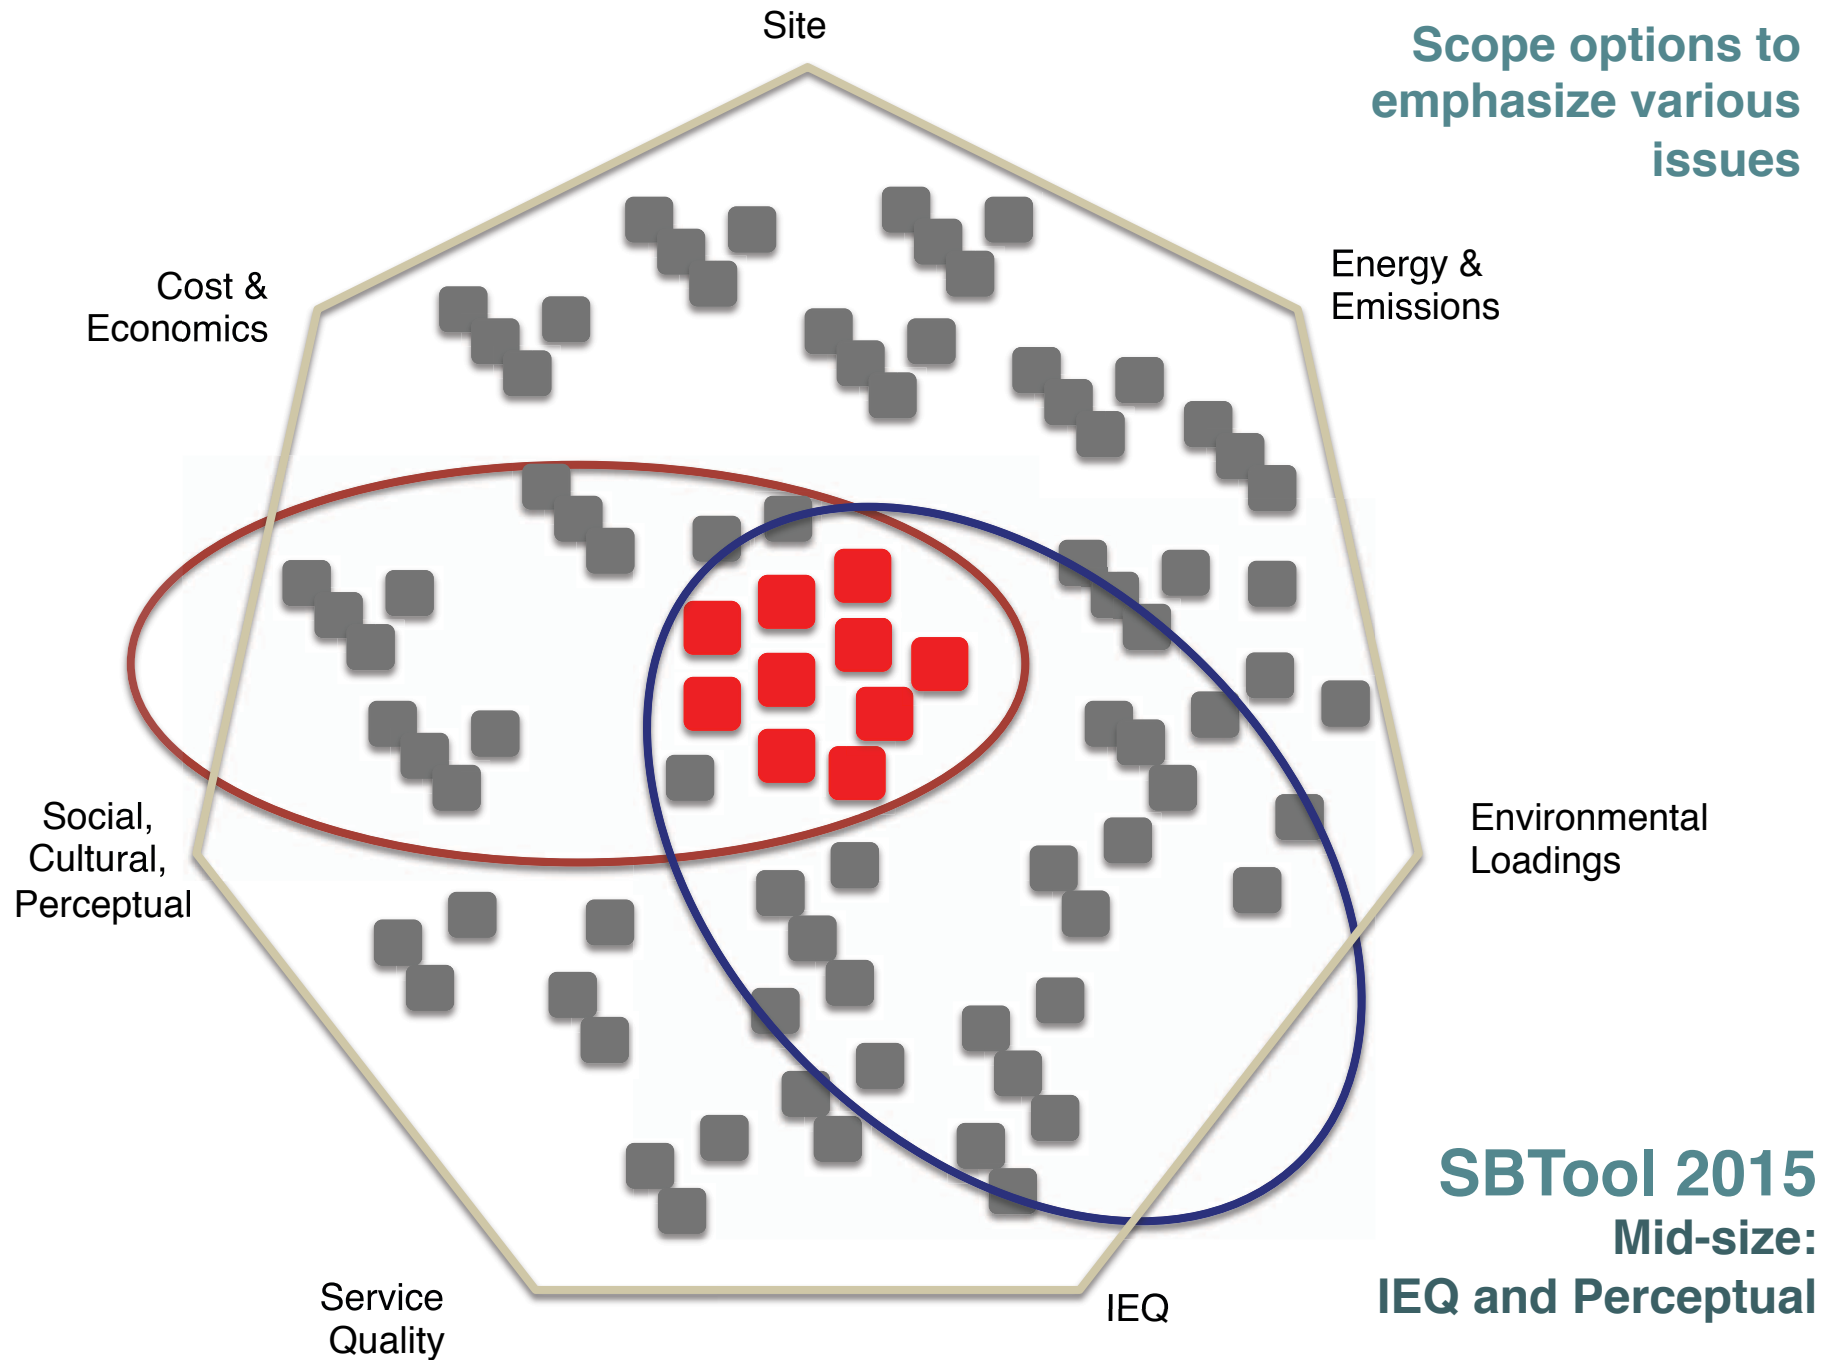 Site
Scope options to
emphasize various
issues
Cost &
Economics
Energy &
Emissions
Social,
Cultural,
Perceptual
Environmental
Loadings
Service
Quality
IEQ
SBTool 2015
Mid-size:
IEQ and Perceptual